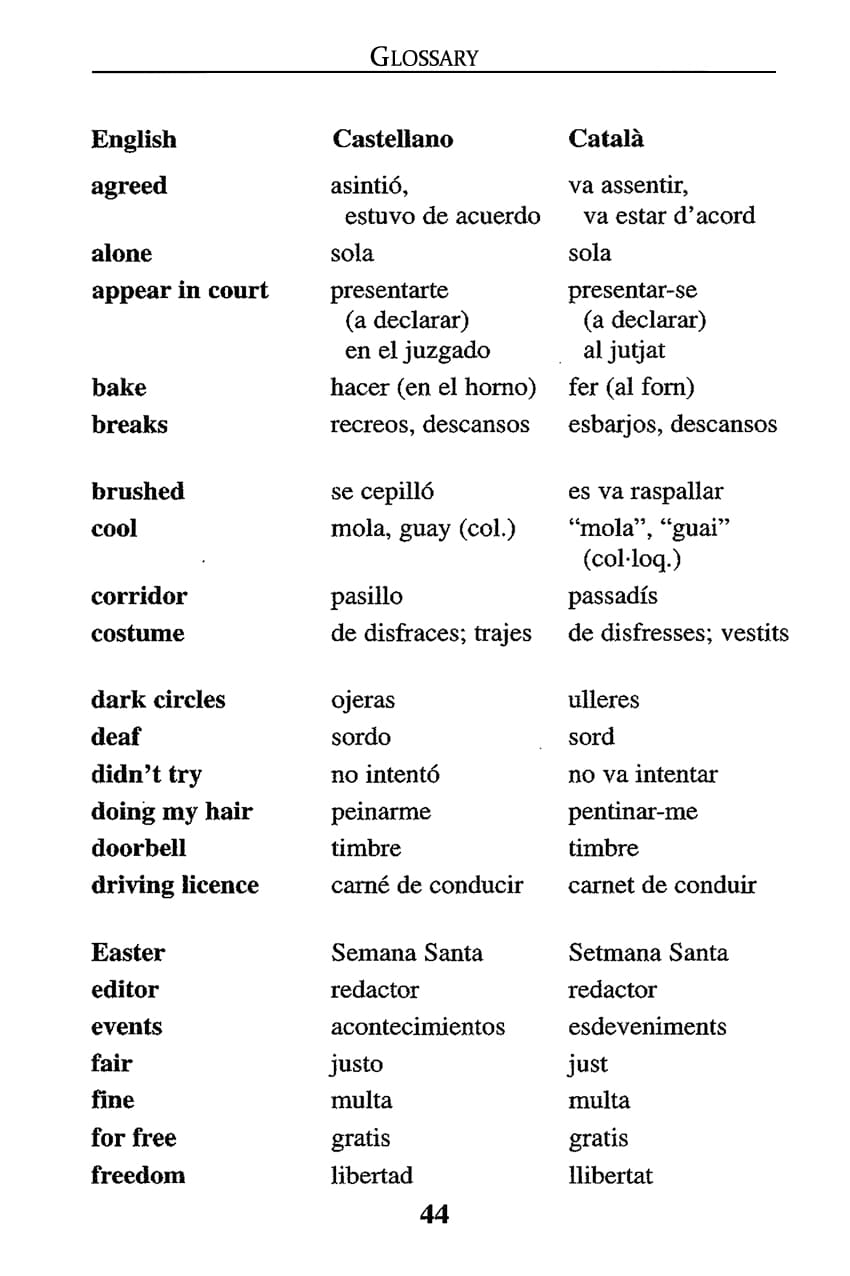 GLOSSARY
English Castellano Català
agreed asintió, va assentir,
estuvo de acuerdo va estar d’acord
alone sola sola
appear in court presentarte presentar-se
(a declarar) (a declarar)
en el juzgado al jutjat
bake hacer (en el horno) fer (al forn)
breaks recreos, descansos esbarjos, descansos
brushed se cepilló es va raspallar
cool mola, guay (col.) “mola”, “guai”
(col·loq.)
corridor pasillo passadís
costume de disfraces; trajes de disfresses; vestits
dark circles ojeras ulleres
deaf sordo sord
didn’t try no intentó no va intentar
doing my hair peinarme pentinar-me
doorbell timbre timbre
driving licence carné de conducir carnet de conduir
Easter Semana Santa Setmana Santa
editor redactor redactor
events acontecimientos esdeveniments
fair justo just
fine multa multa
for free gratis gratis
freedom libertad llibertat
44